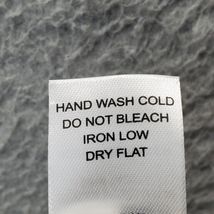 HAND WASH COLD
DO NOT BLEACH
IRON LOW
DRY FLAT